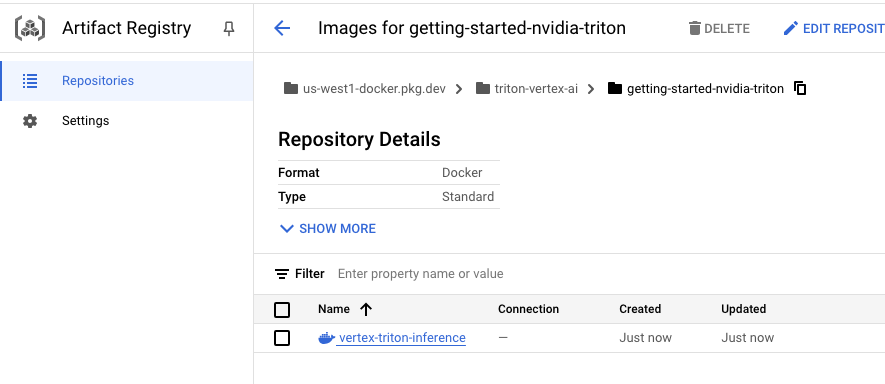 Artifact Registry
Images for getting-started-nvidia-triton
DELETE
EDIT REPOSIT
Repositories
Settings
us-west1-docker.pkg.dev
triton-vertex-ai
getting-started-nvidia-triton
Repository Details
Format Docker
Type Standard
SHOW MORE
Filter Enter property name or value
Name Connection Created Updated
vertex-triton-inference — Just now Just now